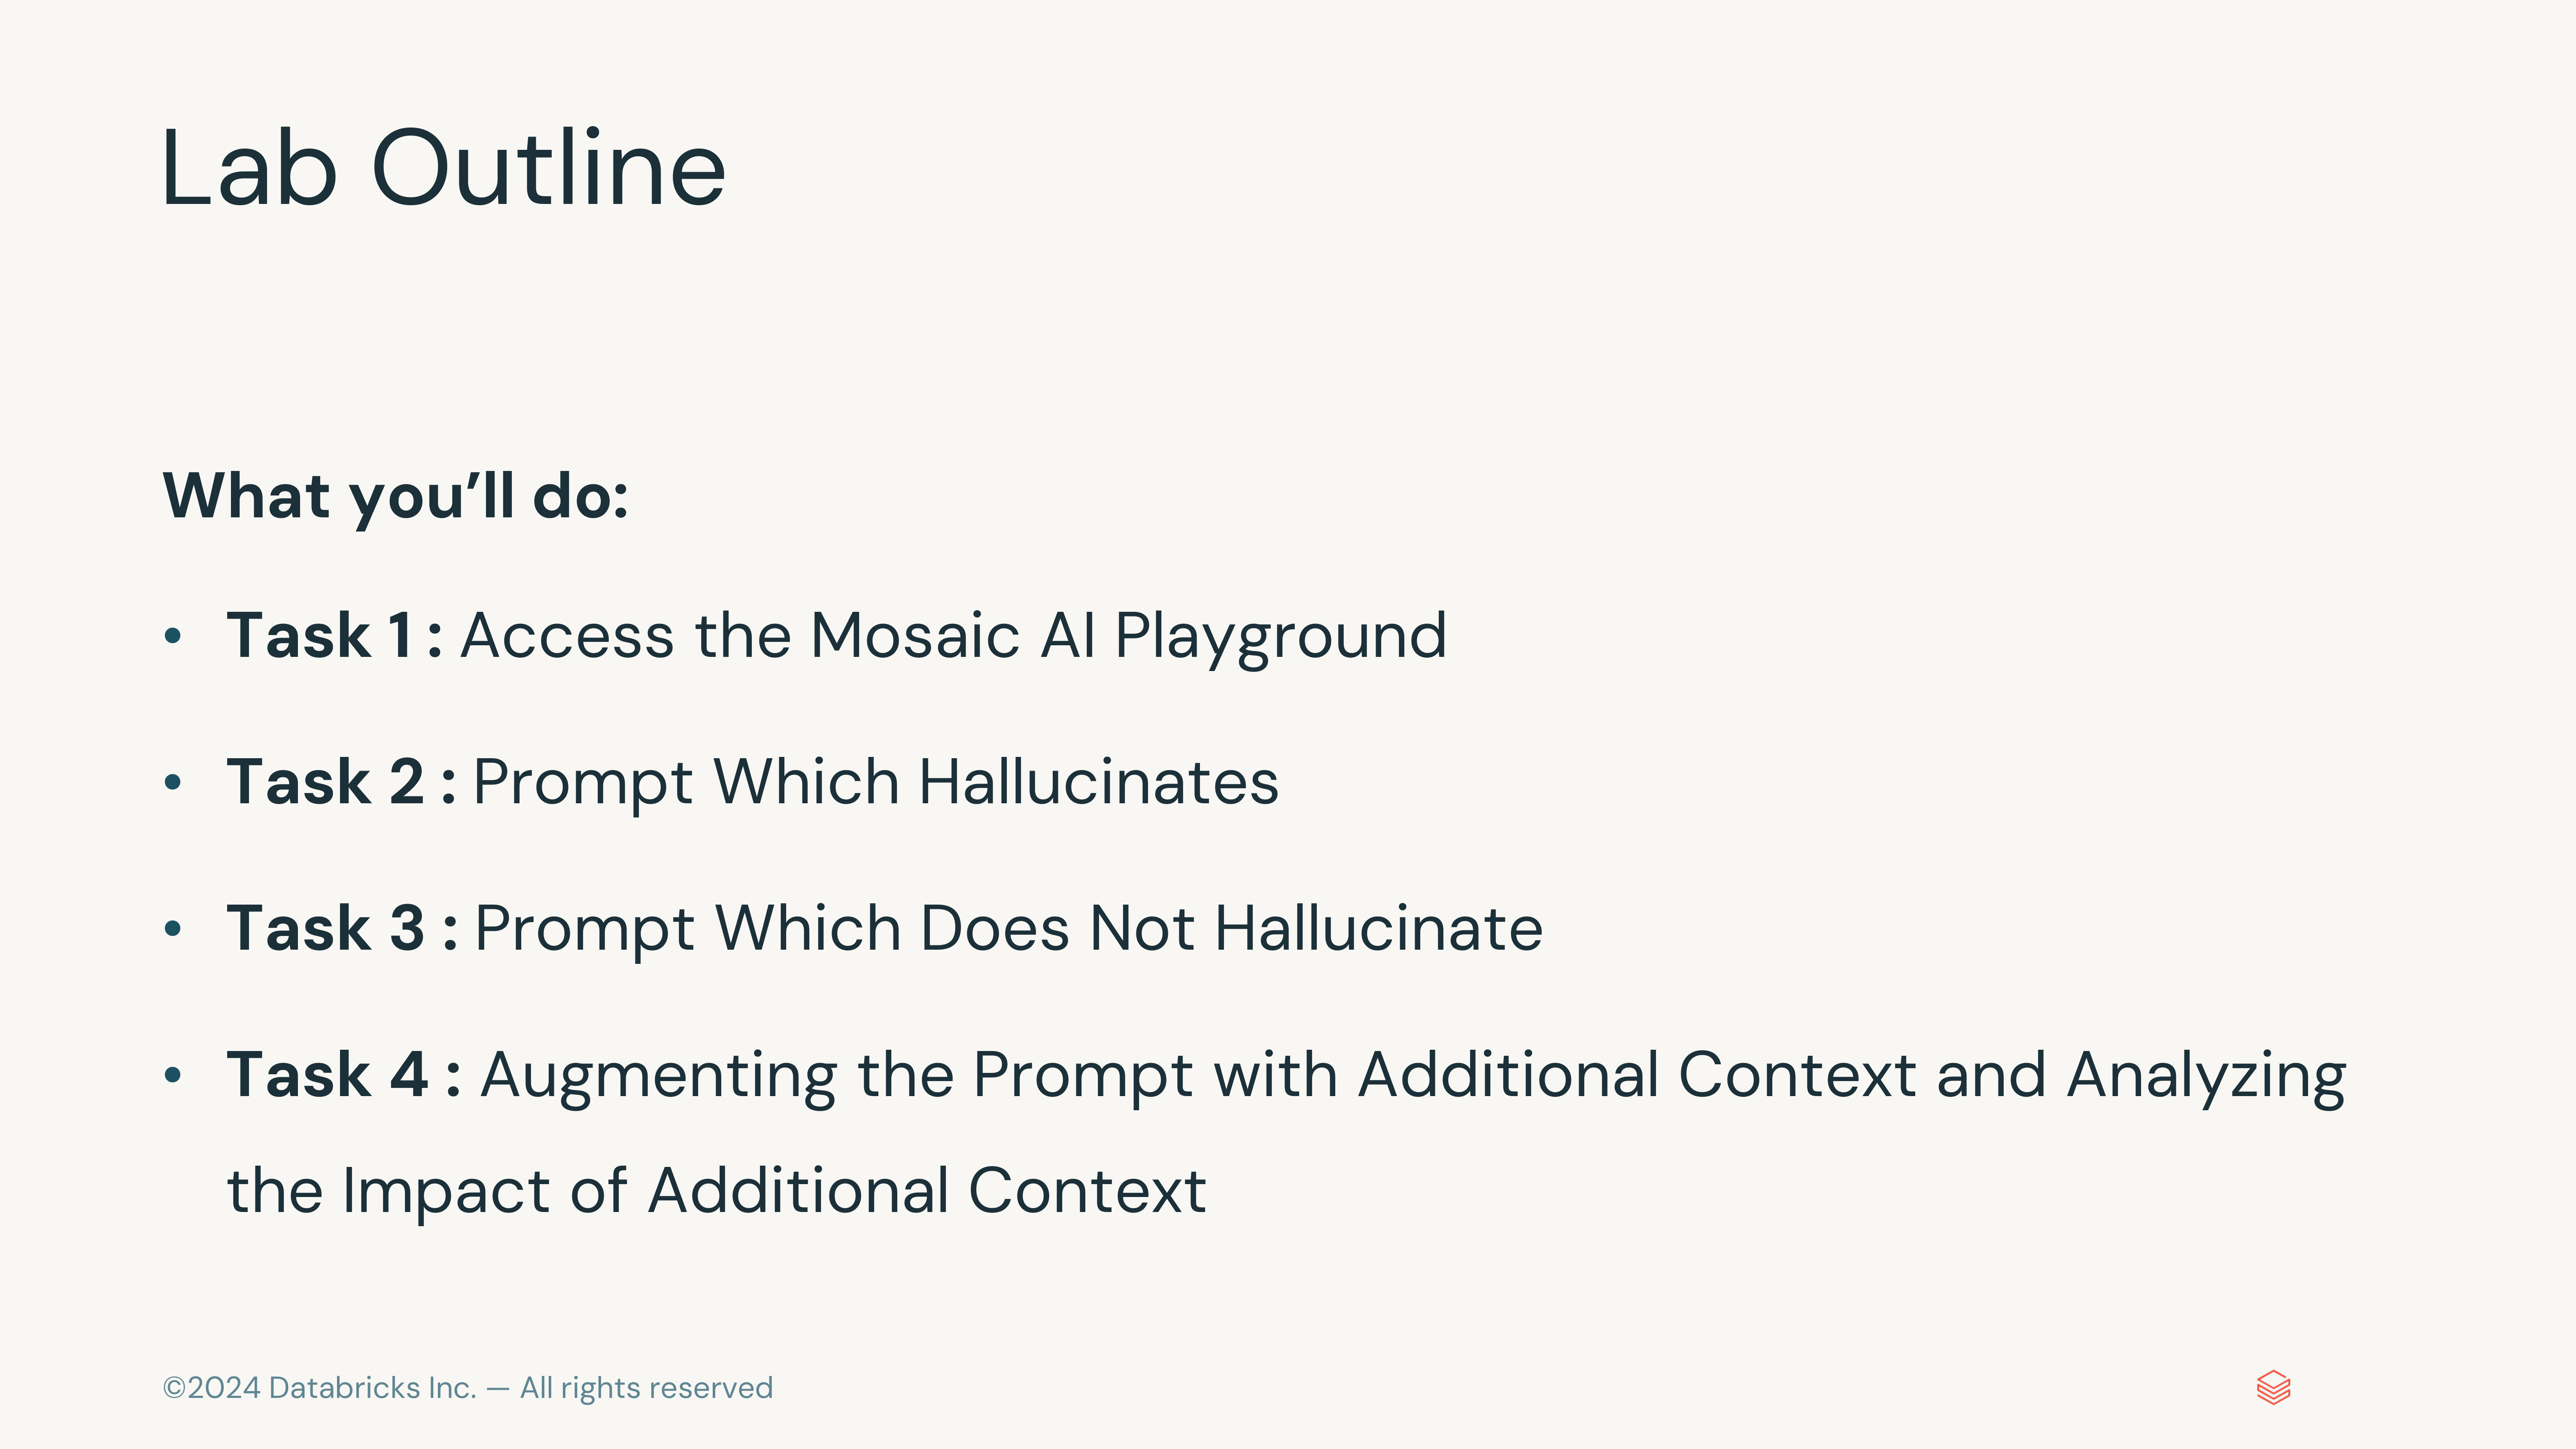 Lab Outline
What you’ll do:
• Task 1 : Access the Mosaic AI Playground
• Task 2 : Prompt Which Hallucinates
• Task 3 : Prompt Which Does Not Hallucinate
• Task 4 : Augmenting the Prompt with Additional Context and Analyzing
the Impact of Additional Context
©2024 Databricks Inc. — All rights reserved